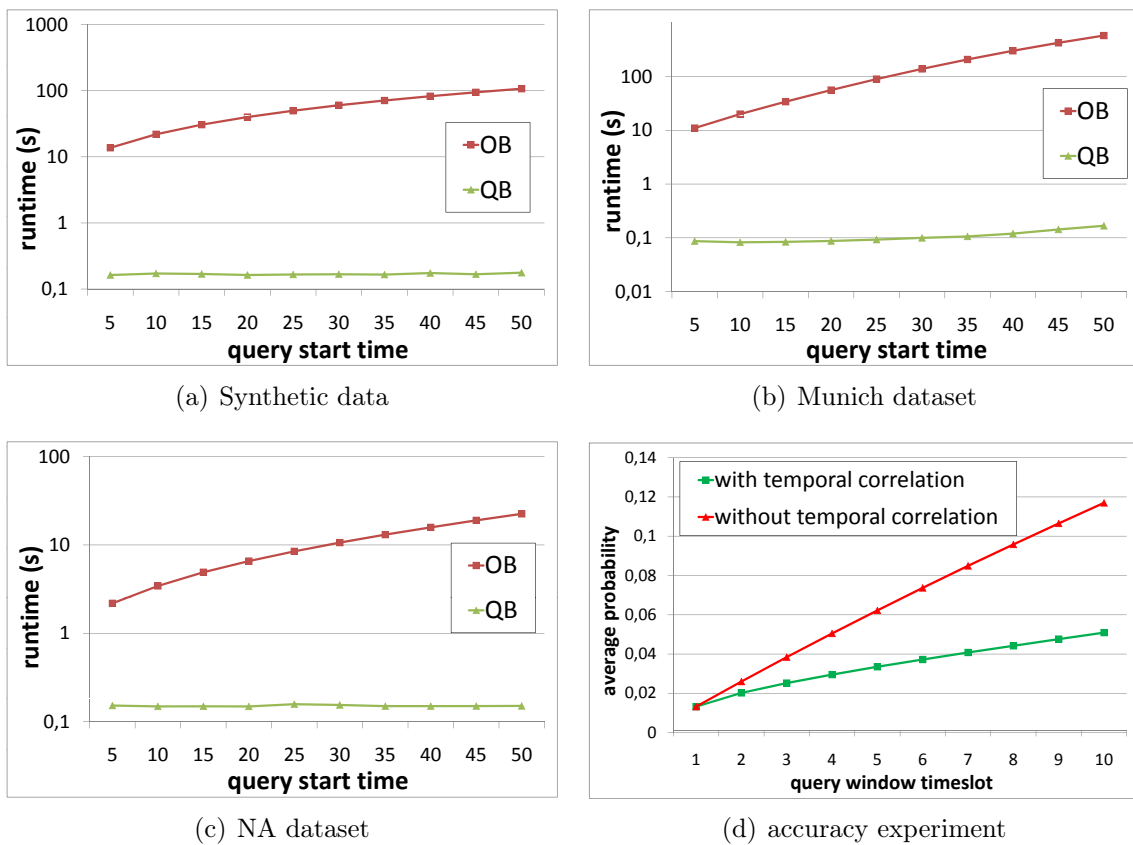 1000
100
10
1
0,1
runtime (s)
OB
QB
5 10 15 20 25 30 35 40 45 50
query start time
(a) Synthetic data
100
10
1
0,1
0,01
runtime (s)
OB
QB
5 10 15 20 25 30 35 40 45 50
query start time
(b) Munich dataset
100
10
1
0,1
runtime (s)
OB
QB
5 10 15 20 25 30 35 40 45 50
query start time
(c) NA dataset
0,14
0,12
0,1
0,08
0,06
0,04
0,02
0
average probability
with temporal correlation
without temporal correlation
1 2 3 4 5 6 7 8 9 10
query window timeslot
(d) accuracy experiment